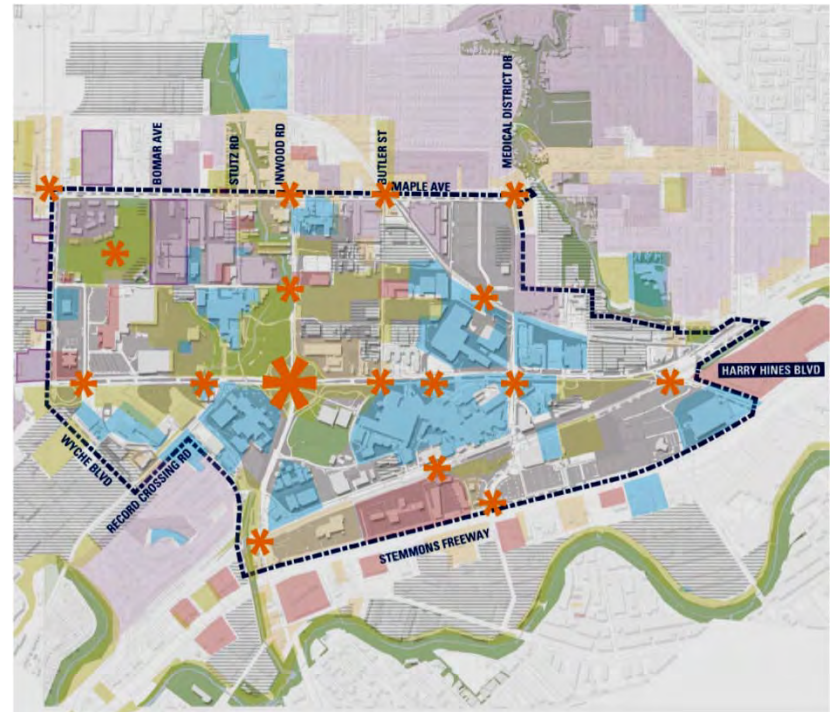 BOMAR AVE
STUTZ RD
INWOOD RD
BUTLER ST
MEDICAL DISTRICT DR
MAPLE AVE
HARRY HINES BLVD
WYCHE BLVD
RECORD CROSSING RD
STEMMONS FREEWAY